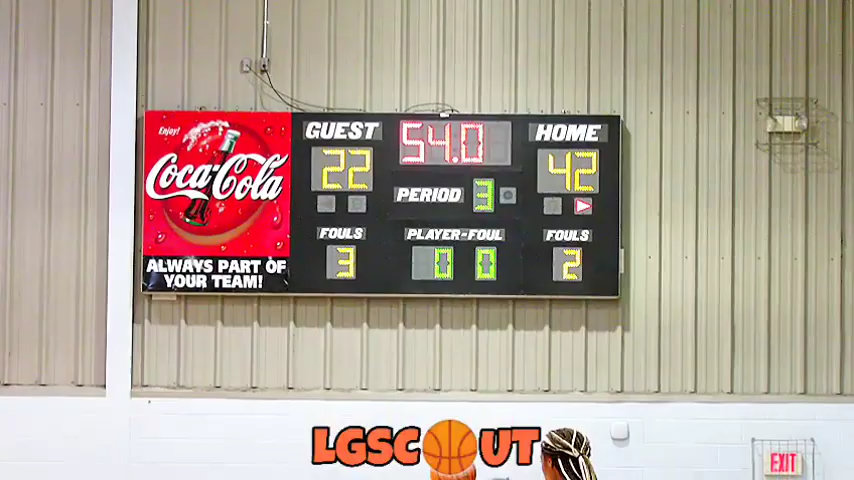 Enjoy!
Coca-Cola
ALWAYS PART OF
YOUR TEAM!
GUEST
54.0
HOME
22
42
PERIOD 3
FOULS
PLAYER-FOUL
FOULS
3
0 0
2
LGSCOUT
EXIT